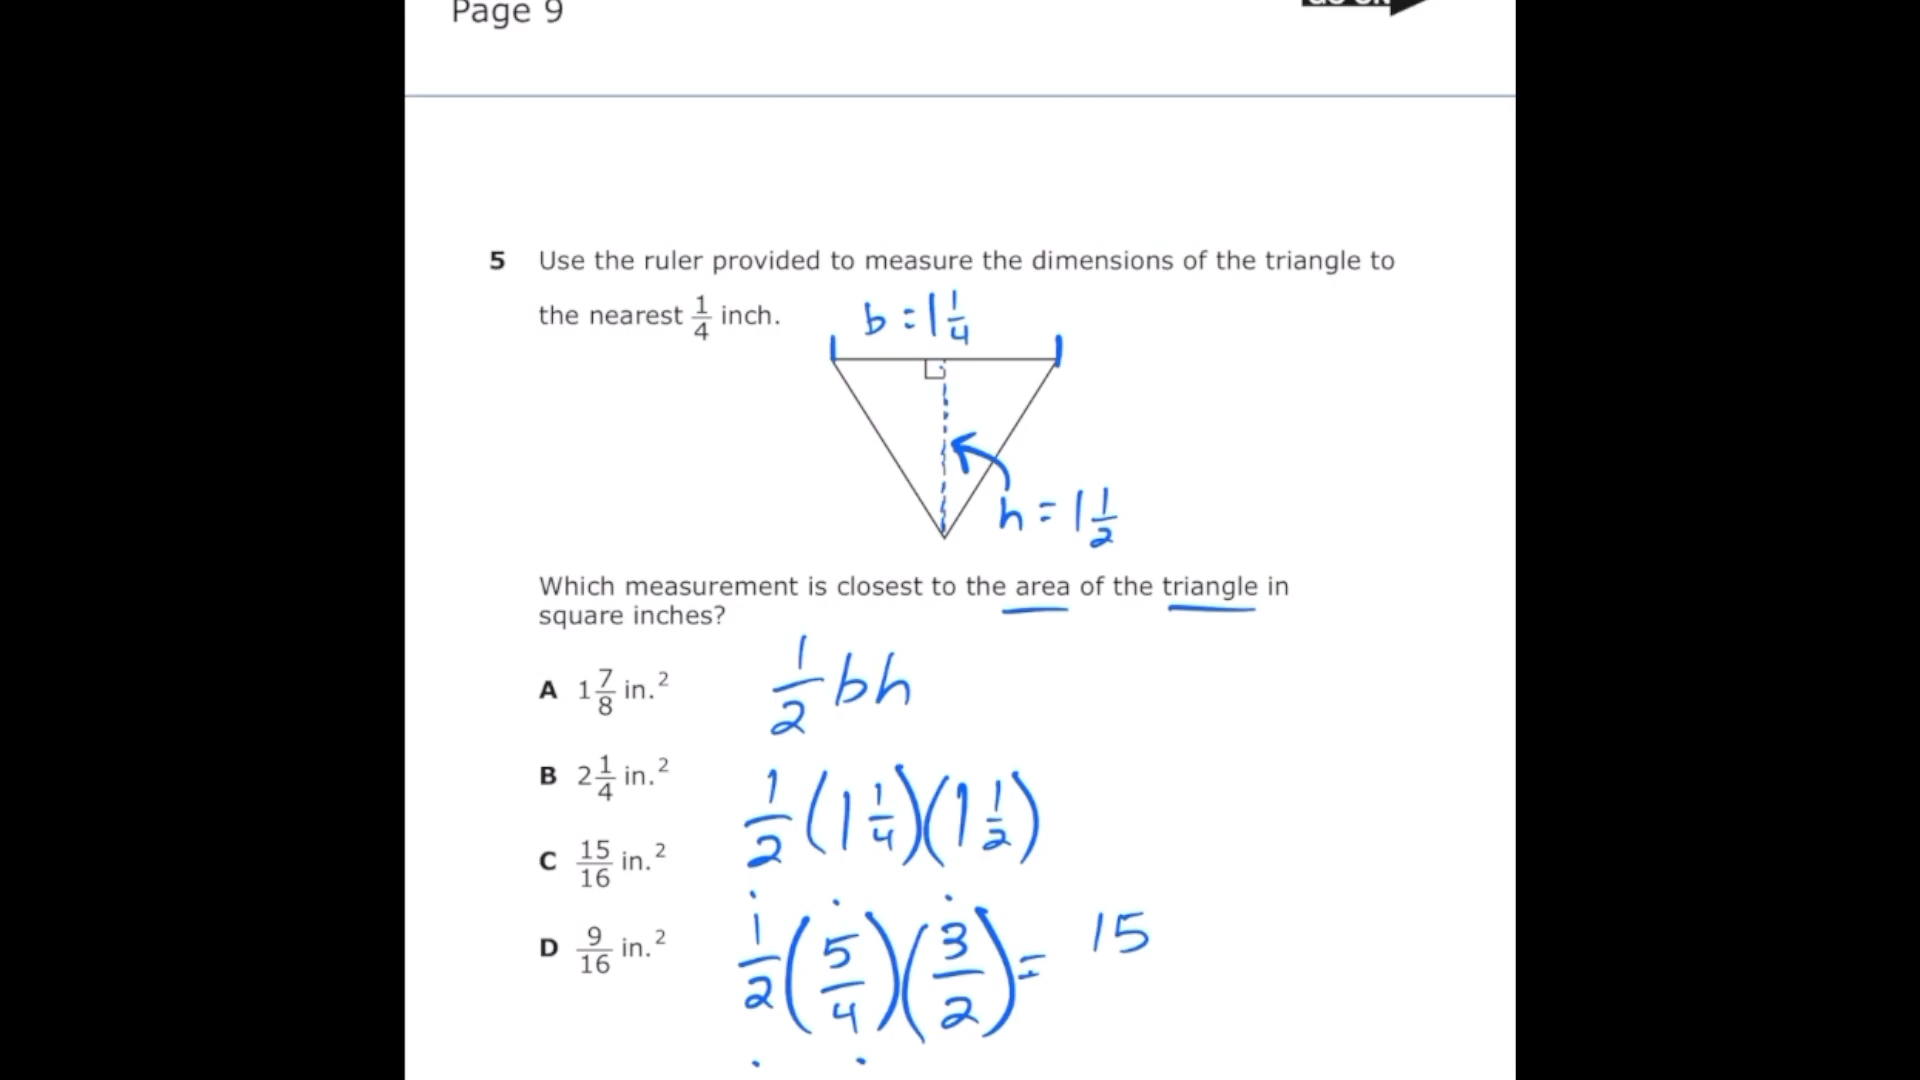 Page 9
GO ON
5 Use the ruler provided to measure the dimensions of the triangle to
the nearest 1/4 inch.
b = 1 1/4
h = 1 1/2
Which measurement is closest to the area of the triangle in
square inches?
A 1 7/8 in.²
1/2 bh
B 2 1/4 in.²
1/2 (1 1/4)(1 1/2)
C 15/16 in.²
D 9/16 in.²
1/2 (5/4)(3/2) = 15